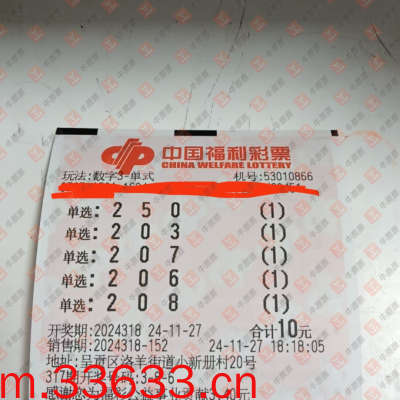 中国福利彩票
CHINA WELFARE LOTTERY
玩法:数字3-单式 机号:53010866
单选: 2 5 0 (1)
单选: 2 0 3 (1)
单选: 2 0 7 (1)
单选: 2 0 6 (1)
单选: 2 0 8 (1)
开奖期:2024318 24-11-27 合计10元
销售期:2024318-152 24-11-27 18:18:05
地址:呈贡区洛羊街道小新册村20号
m.33633.cn